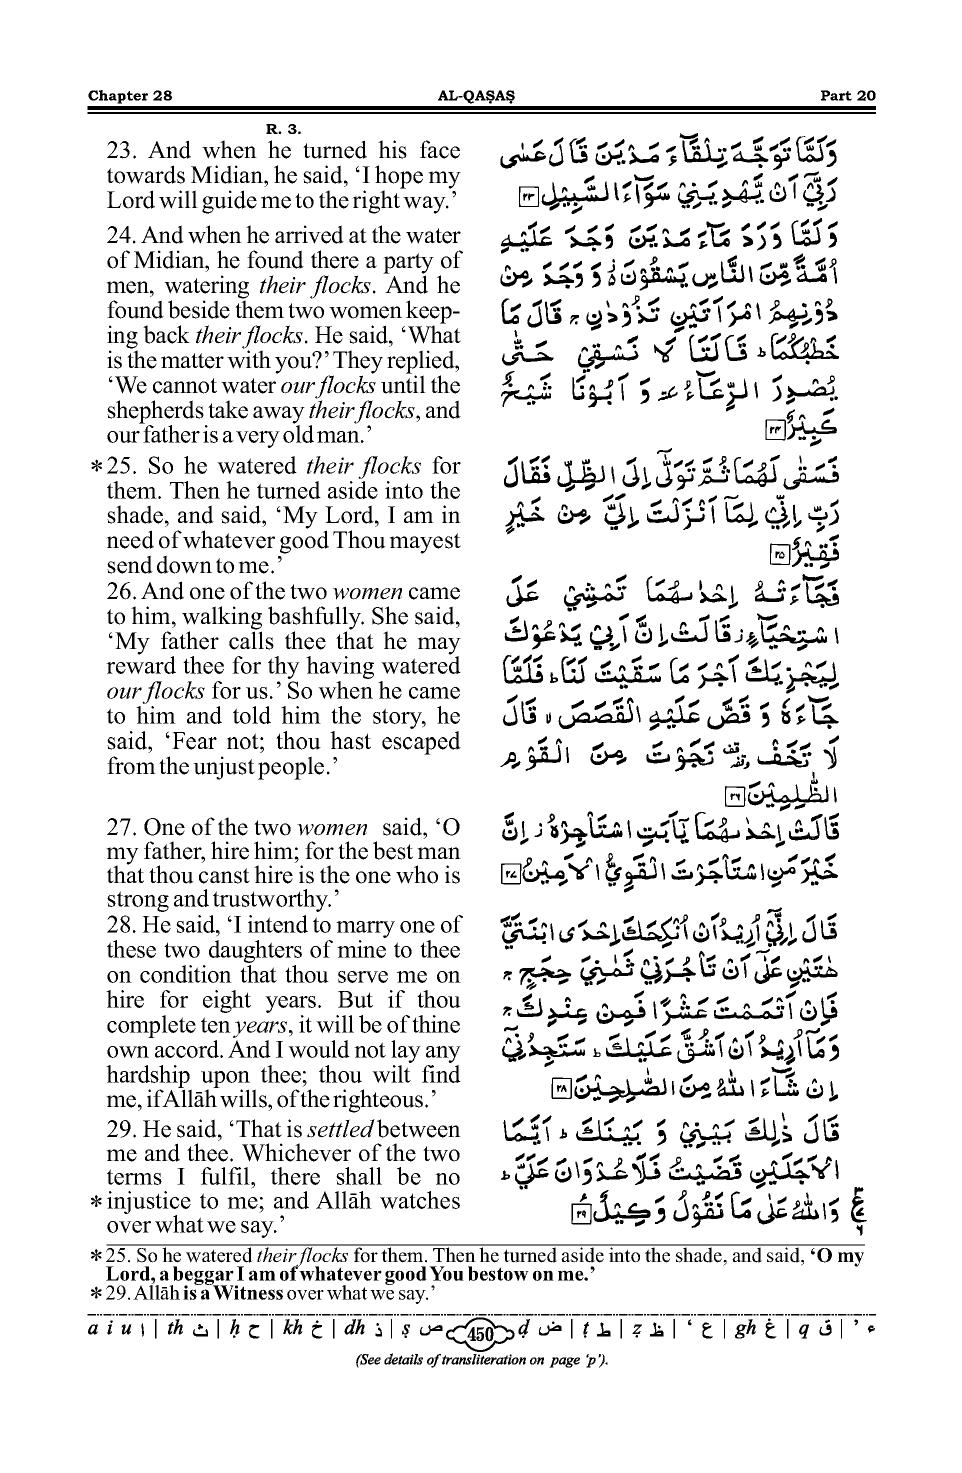 Chapter 28 AL-QAṢAṢ Part 20
R. 3.
23. And when he turned his face
towards Midian, he said, ‘I hope my
Lord will guide me to the right way.’
24. And when he arrived at the water
of Midian, he found there a party of
men, watering their flocks. And he
found beside them two women keep-
ing back their flocks. He said, ‘What
is the matter with you?’ They replied,
‘We cannot water our flocks until the
shepherds take away their flocks, and
our father is a very old man.’
*25. So he watered their flocks for
them. Then he turned aside into the
shade, and said, ‘My Lord, I am in
need of whatever good Thou mayest
send down to me.’
26. And one of the two women came
to him, walking bashfully. She said,
‘My father calls thee that he may
reward thee for thy having watered
our flocks for us.’ So when he came
to him and told him the story, he
said, ‘Fear not; thou hast escaped
from the unjust people.’
27. One of the two women said, ‘O
my father, hire him; for the best man
that thou canst hire is the one who is
strong and trustworthy.’
28. He said, ‘I intend to marry one of
these two daughters of mine to thee
on condition that thou serve me on
hire for eight years. But if thou
complete ten years, it will be of thine
own accord. And I would not lay any
hardship upon thee; thou wilt find
me, if Allāh wills, of the righteous.’
29. He said, ‘That is settled between
me and thee. Whichever of the two
terms I fulfil, there shall be no
*injustice to me; and Allāh watches
over what we say.’
وَلَمَّا تَوَجَّهَ تِلْقَآءَ مَدْيَنَ قَالَ عَسٰى
رَبِّيْٓ اَنْ يَّهْدِيَنِيْ سَوَآءَ السَّبِيْلِ ۲۳
وَلَمَّا وَرَدَ مَآءَ مَدْيَنَ وَجَدَ عَلَيْهِ
اُمَّةً مِّنَ النَّاسِ يَسْقُوْنَ ۬ وَ وَجَدَ مِنْ
دُوْنِهِمُ امْرَاَتَيْنِ تَذُوْدٰنِ ۚ قَالَ مَا
خَطْبُكُمَا ؕ قَالَتَا لَا نَسْقِيْ حَتّٰى
يُصْدِرَ الرِّعَآءُ ٚ وَ اَبُوْنَا شَيْخٌ
كَبِيْرٌ ۲۴
فَسَقٰى لَهُمَا ثُمَّ تَوَلّٰٓى اِلَى الظِّلِّ فَقَالَ
رَبِّ اِنِّيْ لِمَآ اَنْزَلْتَ اِلَيَّ مِنْ خَيْرٍ
فَقِيْرٌ ۲۵
فَجَآءَتْهُ اِحْدٰىهُمَا تَمْشِيْ عَلَى
اسْتِحْيَآءٍ ؗ قَالَتْ اِنَّ اَبِيْ يَدْعُوْكَ
لِيَجْزِيَكَ اَجْرَ مَا سَقَيْتَ لَنَا ؕ فَلَمَّا
جَآءَهٗ وَ قَصَّ عَلَيْهِ الْقَصَصَ ۙ قَالَ
لَا تَخَفْ ۟ نَجَوْتَ مِنَ الْقَوْمِ
الظّٰلِمِيْنَ ۲۶
قَالَتْ اِحْدٰىهُمَا يٰٓاَبَتِ اسْتَاْجِرْهُ ؗ اِنَّ
خَيْرَ مَنِ اسْتَاْجَرْتَ الْقَوِيُّ الْاَمِيْنُ ۲۷
قَالَ اِنِّيْٓ اُرِيْدُ اَنْ اُنْكِحَكَ اِحْدَى ابْنَتَيَّ
هٰتَيْنِ عَلٰٓى اَنْ تَاْجُرَنِيْ ثَمٰنِيَ حِجَجٍ ۚ
فَاِنْ اَتْمَمْتَ عَشْرًا فَمِنْ عِنْدِكَ ۚ
وَمَآ اُرِيْدُ اَنْ اَشُقَّ عَلَيْكَ ؕ سَتَجِدُنِيْٓ
اِنْ شَآءَ اللّٰهُ مِنَ الصّٰلِحِيْنَ ۲۸
قَالَ ذٰلِكَ بَيْنِيْ وَ بَيْنَكَ ؕ اَيَّمَا
الْاَجَلَيْنِ قَضَيْتُ فَلَا عُدْوَانَ عَلَيَّ ؕ
وَاللّٰهُ عَلٰى مَا نَقُوْلُ وَكِيْلٌ ۲۹
*25. So he watered their flocks for them. Then he turned aside into the shade, and said, ‘O my
Lord, a beggar I am of whatever good You bestow on me.’
*29. Allāh is a Witness over what we say.’
a i u ا | th ث | ḥ ح | kh خ | dh ذ | ṣ ص 450 ḍ ض | ṭ ط | ẓ ظ | ‘ ع | gh غ | q ق | ’ ء
(See details of transliteration on page ‘p’).